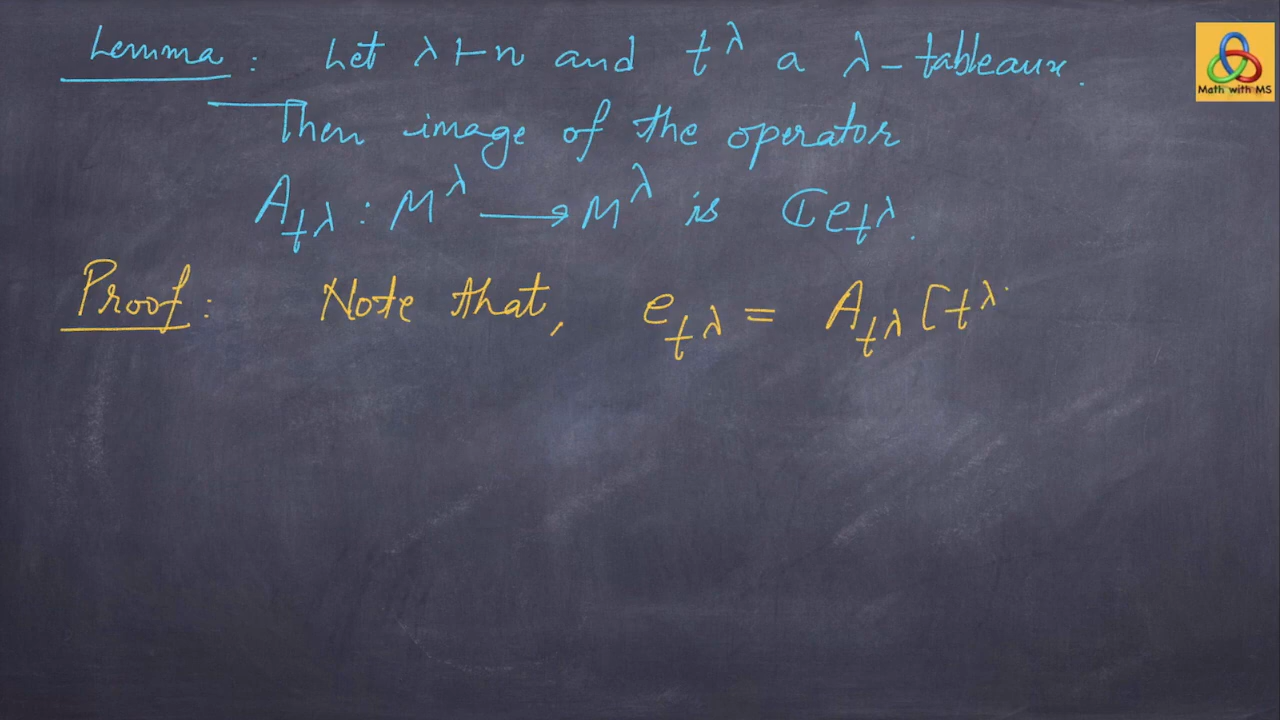 Lemma : Let λ ⊢ n and t^λ a λ-tableaux.
Then image of the operator
A_{t^λ} : M^λ ⟶ M^λ is ℂe_{t^λ}.
Proof : Note that, e_{t^λ} = A_{t^λ} [t^λ
Math with MS